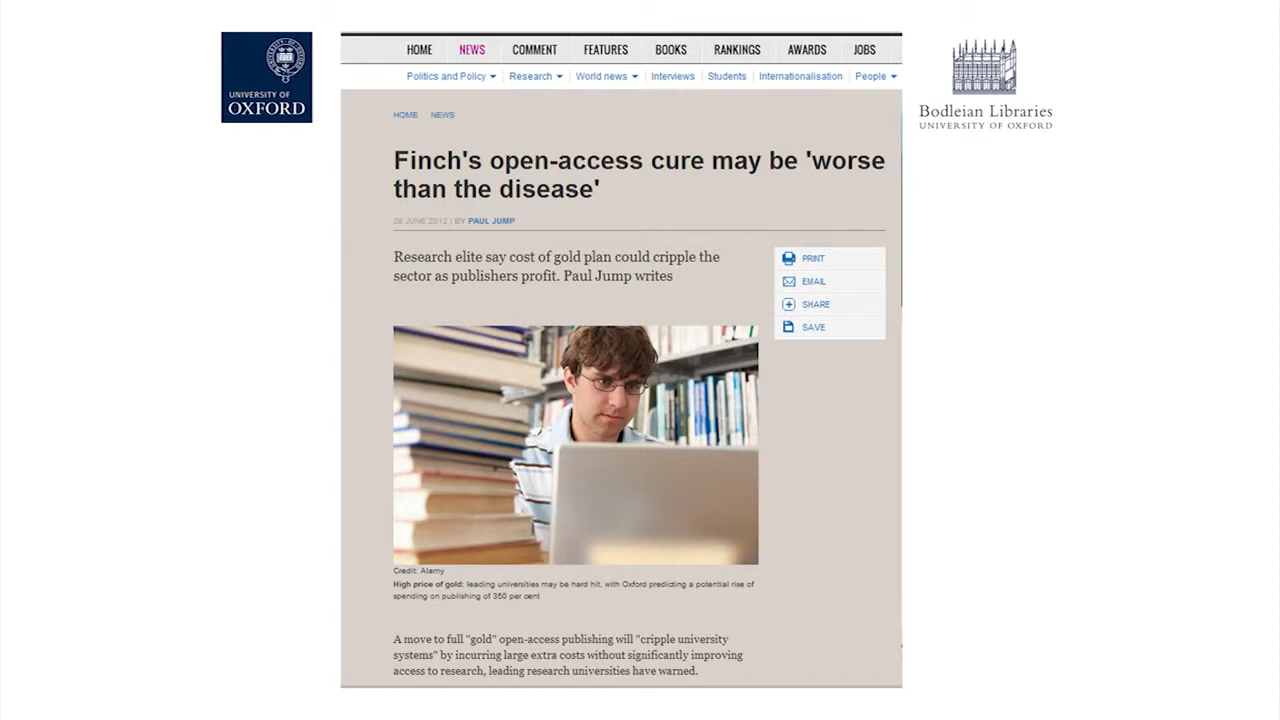 UNIVERSITY OF
OXFORD
HOME NEWS COMMENT FEATURES BOOKS RANKINGS AWARDS JOBS
Politics and Policy Research World news Interviews Students Internationalisation People
Bodleian Libraries
UNIVERSITY OF OXFORD
HOME NEWS
Finch's open-access cure may be 'worse
than the disease'
28 JUNE 2012 | BY PAUL JUMP
Research elite say cost of gold plan could cripple the
sector as publishers profit. Paul Jump writes
PRINT
EMAIL
SHARE
SAVE
Credit: Alamy
High price of gold: leading universities may be hard hit, with Oxford predicting a potential rise of
spending on publishing of 350 per cent
A move to full "gold" open-access publishing will "cripple university
systems" by incurring large extra costs without significantly improving
access to research, leading research universities have warned.